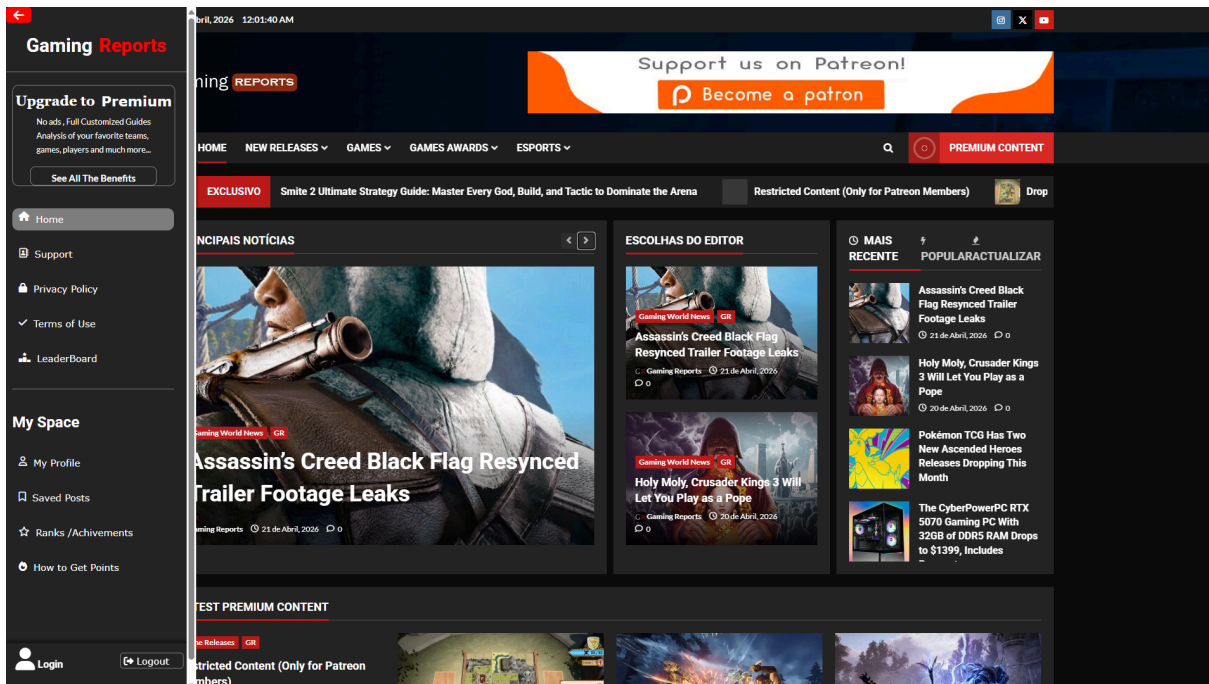 bril, 2026 12:01:40 AM
Gaming Reports
Upgrade to Premium
No ads , Full Customized Guides
Analysis of your favorite teams,
games, players and much more...
See All The Benefits
Home
Support
Privacy Policy
Terms of Use
LeaderBoard
My Space
My Profile
Saved Posts
Ranks /Achivements
How to Get Points
Login
Logout
ming REPORTS
Support us on Patreon!
Become a patron
HOME NEW RELEASES GAMES GAMES AWARDS ESPORTS
PREMIUM CONTENT
EXCLUSIVO
Smite 2 Ultimate Strategy Guide: Master Every God, Build, and Tactic to Dominate the Arena
Restricted Content (Only for Patreon Members)
Drop
NCIPAIS NOTÍCIAS
Gaming World News GR
Assassin's Creed Black Flag Resynced
Trailer Footage Leaks
aming Reports 21 de Abril, 2026 0
ESCOLHAS DO EDITOR
Gaming World News GR
Assassin's Creed Black Flag
Resynced Trailer Footage Leaks
Gaming Reports 21 de Abril, 2026
0
Gaming World News GR
Holy Moly, Crusader Kings 3 Will
Let You Play as a Pope
Gaming Reports 20 de Abril, 2026
0
MAIS
RECENTE
POPULAR
ACTUALIZAR
Assassin's Creed Black
Flag Resynced Trailer
Footage Leaks
21 de Abril, 2026 0
Holy Moly, Crusader Kings
3 Will Let You Play as a
Pope
20 de Abril, 2026 0
Pokémon TCG Has Two
New Ascended Heroes
Releases Dropping This
Month
The CyberPowerPC RTX
5070 Gaming PC With
32GB of DDR5 RAM Drops
to $1399, Includes
TEST PREMIUM CONTENT
me Releases GR
stricted Content (Only for Patreon
mbers)